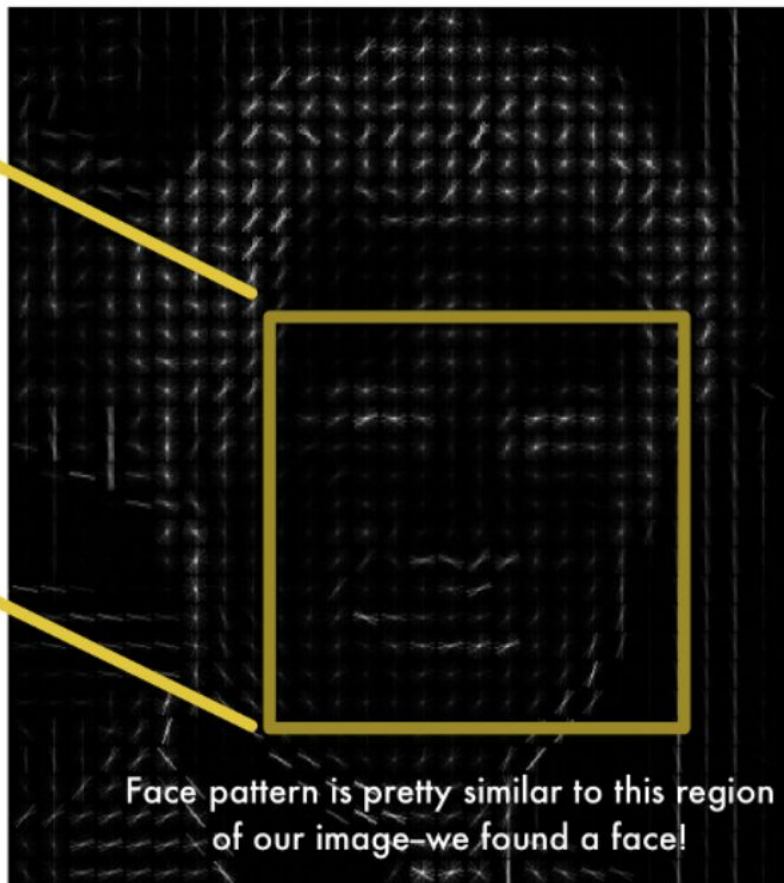 Face pattern is pretty similar to this region
of our image–we found a face!